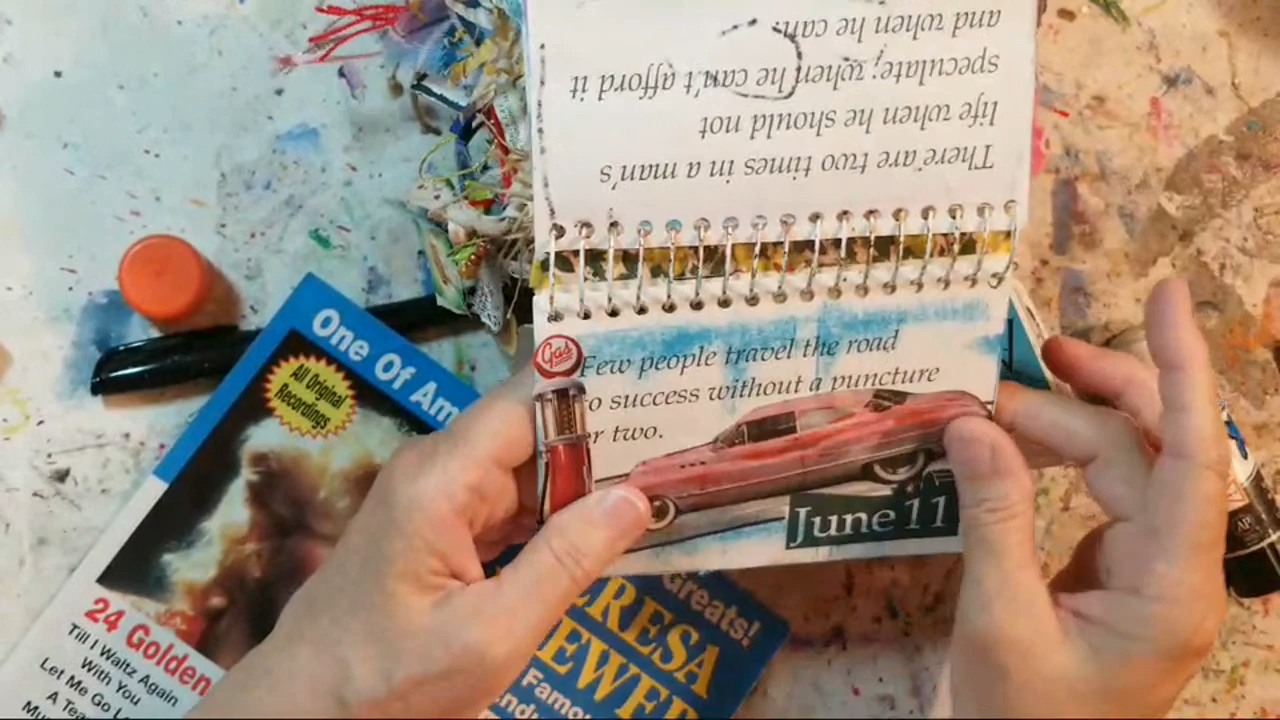 There are two times in a man's
life when he should not
speculate; when he can't afford it
and when he can.
Gas
Few people travel the road
to success without a puncture
or two.
June 11
One Of Am
All Original
Recordings
24 Golden
Till I Waltz Again
With You
Let Me Go
A Tea
Greats!
ERESA
EWER
Famo
AP